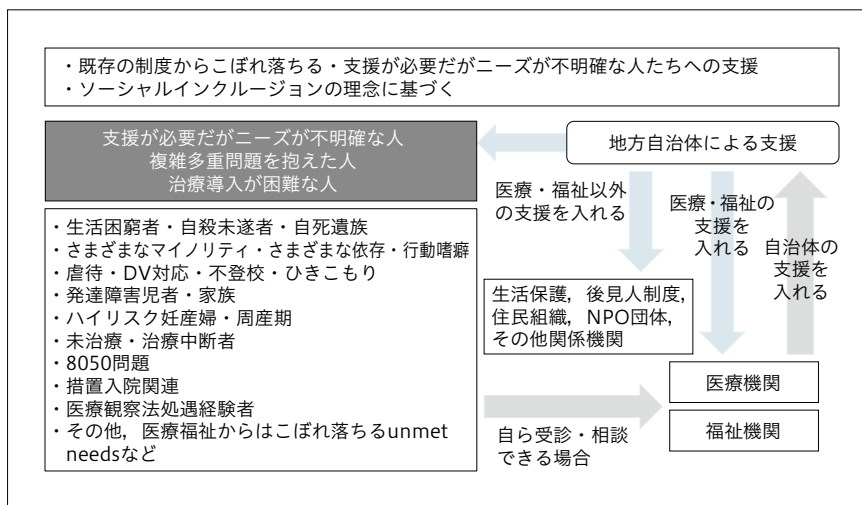 ・既存の制度からこぼれ落ちる・支援が必要だがニーズが不明確な人たちへの支援
・ソーシャルインクルージョンの理念に基づく
支援が必要だがニーズが不明確な人
複雑多重問題を抱えた人
治療導入が困難な人
地方自治体による支援
医療・福祉以外
の支援を入れる
医療・福祉の
支援を
入れる
自治体の
支援を
入れる
・生活困窮者・自殺未遂者・自死遺族
・さまざまなマイノリティ・さまざまな依存・行動嗜癖
・虐待・DV対応・不登校・ひきこもり
・発達障害児者・家族
・ハイリスク妊産婦・周産期
・未治療・治療中断者
・8050問題
・措置入院関連
・医療観察法処遇経験者
・その他，医療福祉からはこぼれ落ちるunmet
needsなど
生活保護，後見人制度，
住民組織，NPO団体，
その他関係機関
医療機関
福祉機関
自ら受診・相談
できる場合